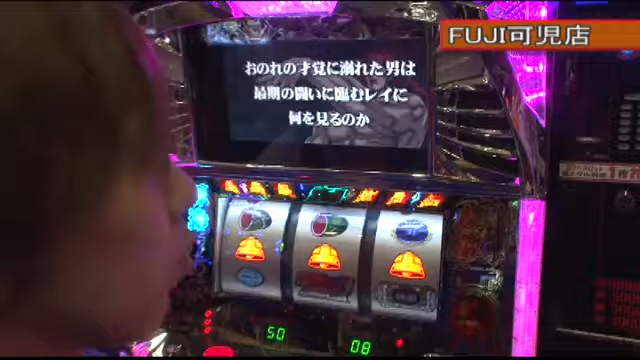 FUJI可児店
おのれの才覚に溺れた男は
最期の闘いに臨むレイに
何を見るのか
50
08